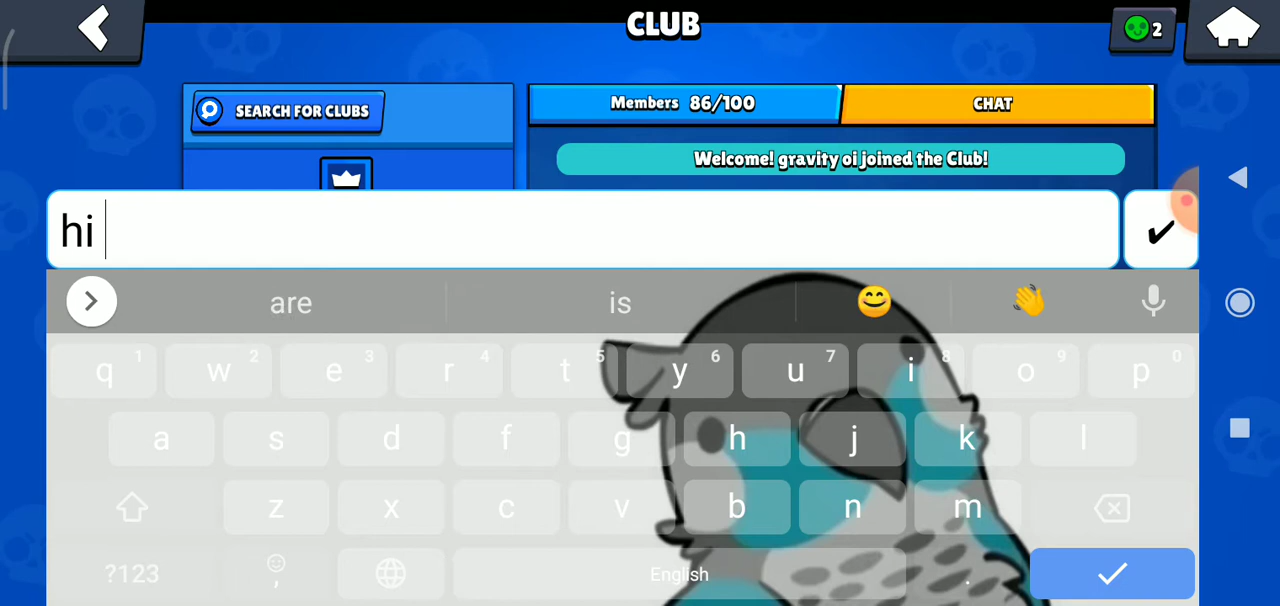 CLUB
2
SEARCH FOR CLUBS
Members 86/100
CHAT
Welcome! gravity oi joined the Club!
hi
are is 😊 👋
q 1 w 2 e 3 r 4 t 5 y 6 u 7 i 8 o 9 p 0
a s d f g h j k l
z x c v b n m
?123 , English .